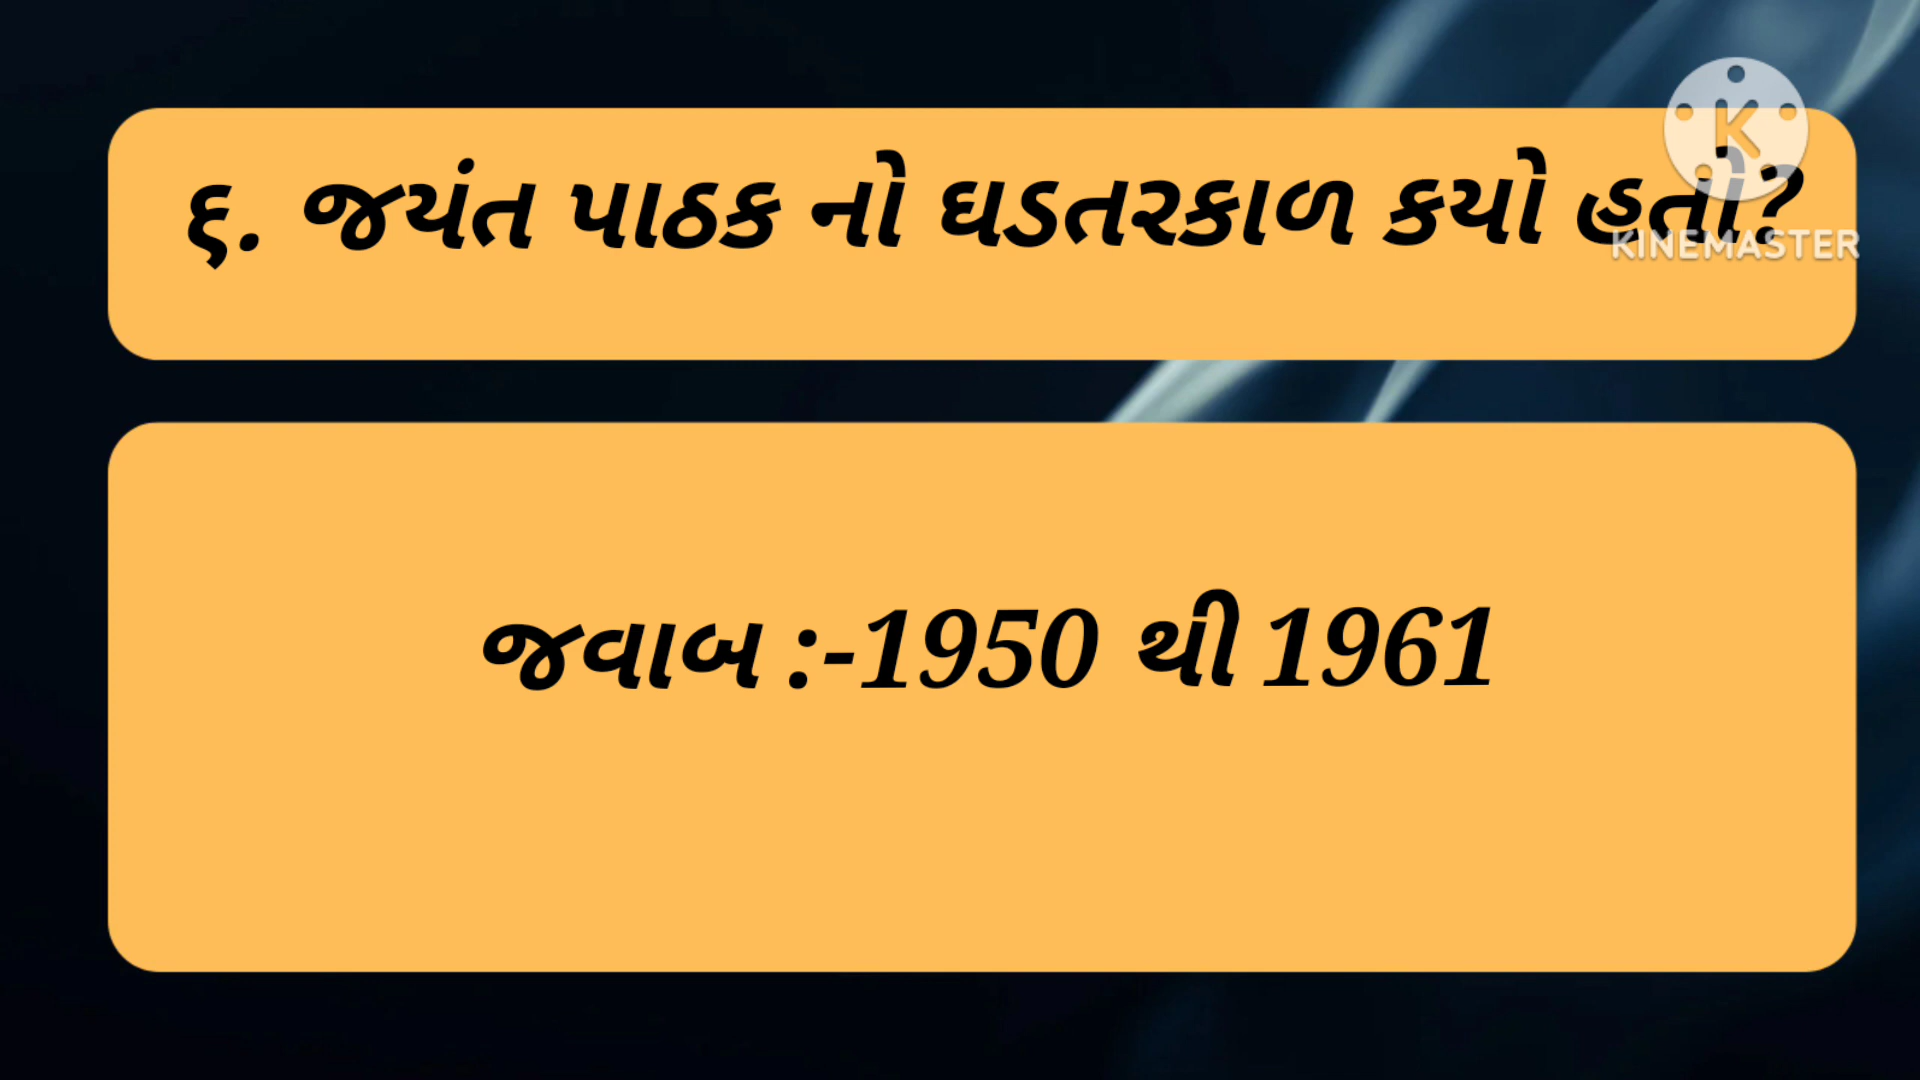 ૬. જયંત પાઠક નો ઘડતરકાળ કયો હતો?
K
KINEMASTER
જવાબ :-1950 થી 1961